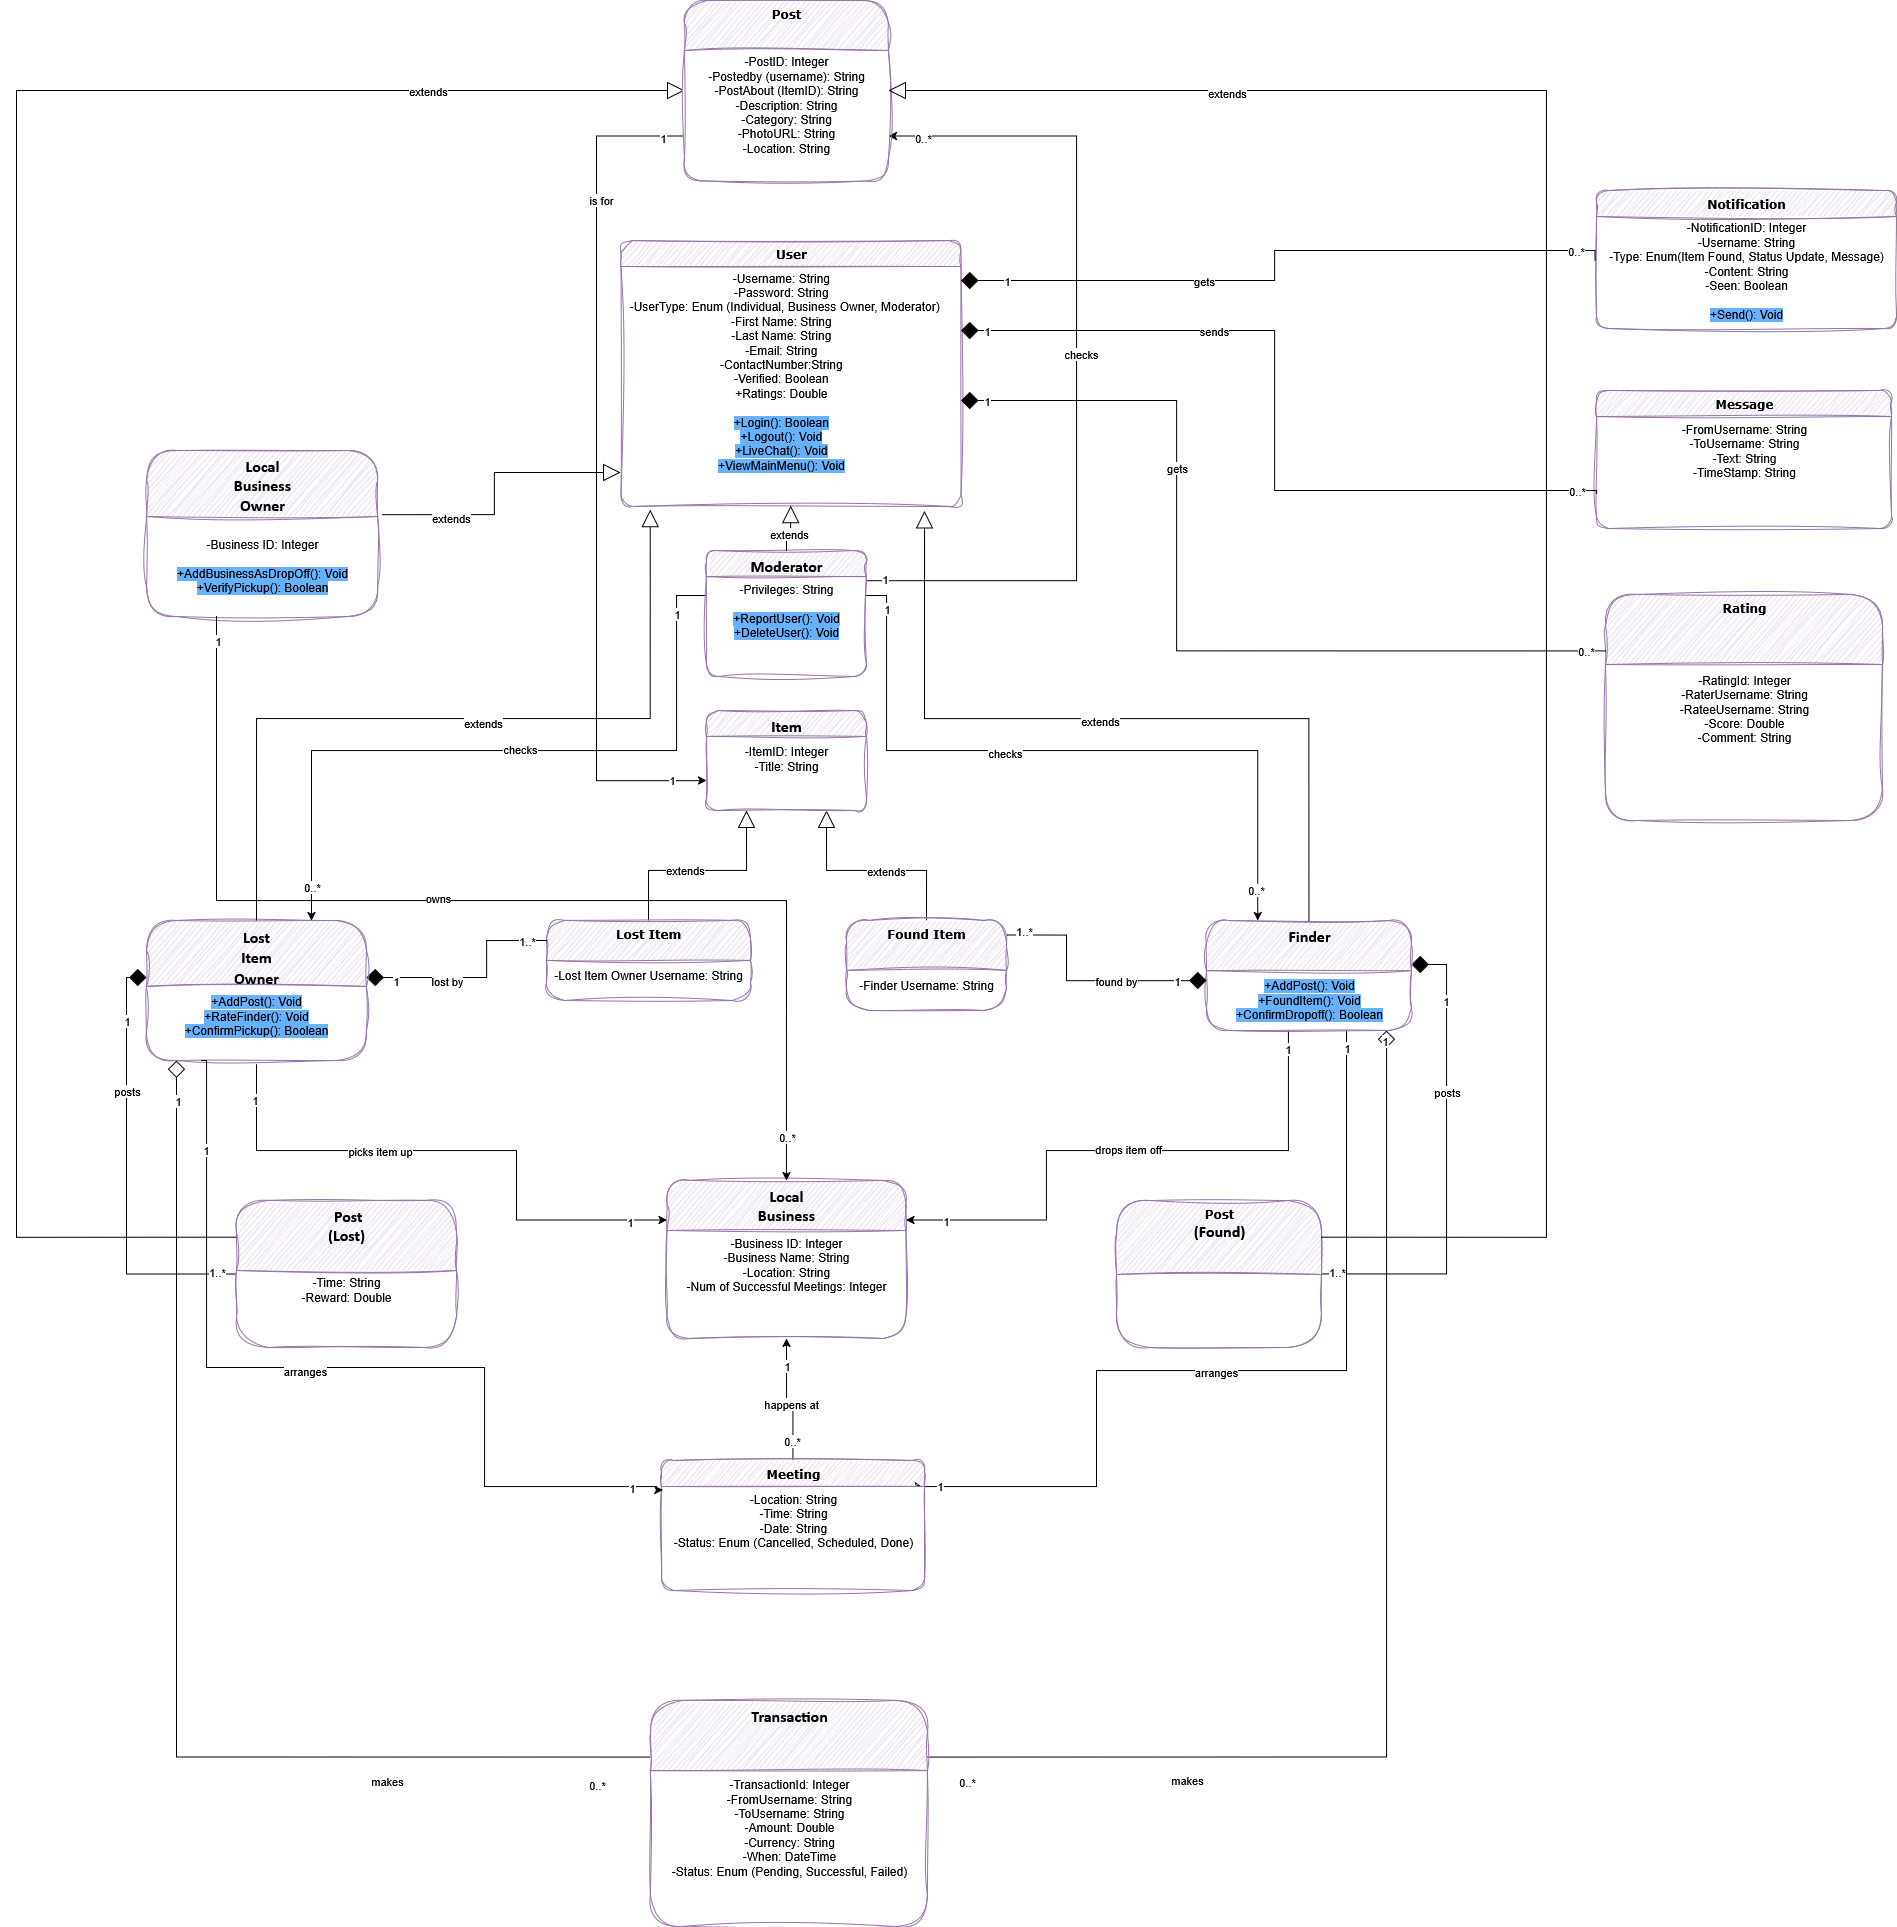 Post
-PostID: Integer
-Postedby (username): String
-PostAbout (ItemID): String
-Description: String
-Category: String
-PhotoURL: String
-Location: String
extends
extends
1
0..*
is for
checks
User
-Username: String
-Password: String
-UserType: Enum (Individual, Business Owner, Moderator)
-First Name: String
-Last Name: String
-Email: String
-ContactNumber:String
-Verified: Boolean
+Ratings: Double
+Login(): Boolean
+Logout(): Void
+LiveChat(): Void
+ViewMainMenu(): Void
1
gets
0..*
1
sends
0..*
1
gets
0..*
Notification
-NotificationID: Integer
-Username: String
-Type: Enum(Item Found, Status Update, Message)
-Content: String
-Seen: Boolean
+Send(): Void
Message
-FromUsername: String
-ToUsername: String
-Text: String
-TimeStamp: String
Rating
-RatingId: Integer
-RaterUsername: String
-RateeUsername: String
-Score: Double
-Comment: String
Local
Business
Owner
-Business ID: Integer
+AddBusinessAsDropOff(): Void
+VerifyPickup(): Boolean
extends
1
extends
Moderator
-Privileges: String
+ReportUser(): Void
+DeleteUser(): Void
1
1
1
extends
checks
extends
checks
Item
-ItemID: Integer
-Title: String
1
extends
extends
0..*
0..*
owns
Lost
Item
Owner
+AddPost(): Void
+RateFinder(): Void
+ConfirmPickup(): Boolean
1
lost by
1..*
Lost Item
-Lost Item Owner Username: String
Found Item
-Finder Username: String
1..*
found by
1
Finder
+AddPost(): Void
+FoundItem(): Void
+ConfirmDropoff(): Boolean
1
posts
1
1
1
1
1
1
1
posts
picks item up
0..*
drops item off
1
1
Post
(Lost)
-Time: String
-Reward: Double
1..*
Local
Business
-Business ID: Integer
-Business Name: String
-Location: String
-Num of Successful Meetings: Integer
Post
(Found)
1..*
arranges
1
happens at
0..*
arranges
1
1
Meeting
-Location: String
-Time: String
-Date: String
-Status: Enum (Cancelled, Scheduled, Done)
Transaction
-TransactionId: Integer
-FromUsername: String
-ToUsername: String
-Amount: Double
-Currency: String
-When: DateTime
-Status: Enum (Pending, Successful, Failed)
makes
0..*
0..*
makes